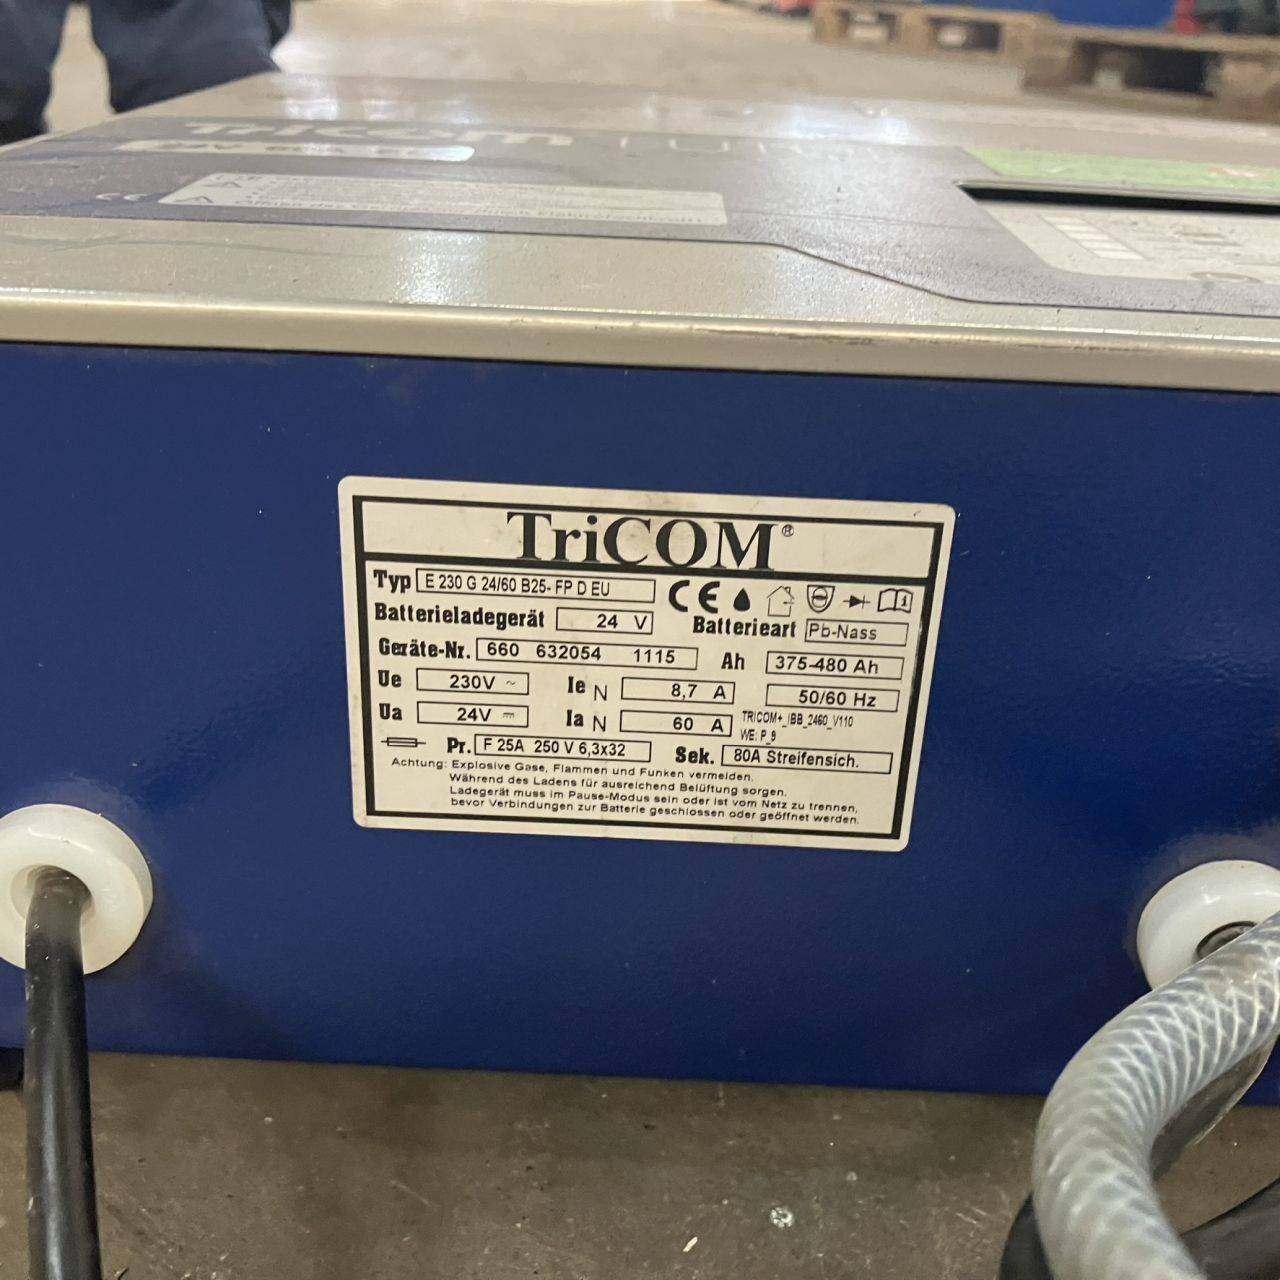 TriCOM
CE
TriCOM®
Typ E 230 G 24/60 B25- FP D EU CE
Batterieladegerät 24 V Batterieart Pb-Nass
Geräte-Nr. 660 632054 1115 Ah 375-480 Ah
Ue 230V ~ Ie N 8,7 A 50/60 Hz
Ua 24V Ia N 60 A TRICOM+_IBB_2460_V110
WE: P_9
Pr. F 25A 250 V 6,3x32 Sek. 80A Streifensich.
Achtung: Explosive Gase, Flammen und Funken vermeiden.
Während des Ladens für ausreichend Belüftung sorgen.
Ladegerät muss im Pause-Modus sein oder ist vom Netz zu trennen,
bevor Verbindungen zur Batterie geschlossen oder geöffnet werden.